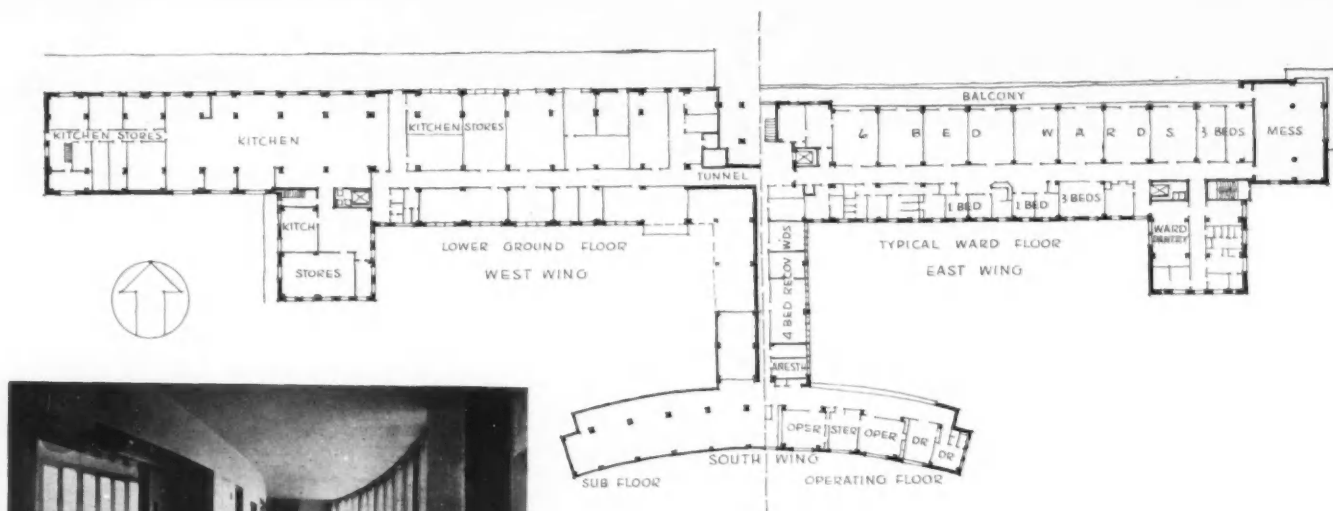 BALCONY
KITCHEN STORES
KITCHEN
KITCHEN STORES
6 BED WARDS
3 BEDS
MESS
TUNNEL
1 BED
1 BED
3 BEDS
KITCH
STORES
LOWER GROUND FLOOR
WEST WING
4 BED RECOV WDS
TYPICAL WARD FLOOR
EAST WING
WARD
PANTRY
ANESTH
OPER
STER
OPER
DR
DR
SOUTH WING
SUB FLOOR
OPERATING FLOOR